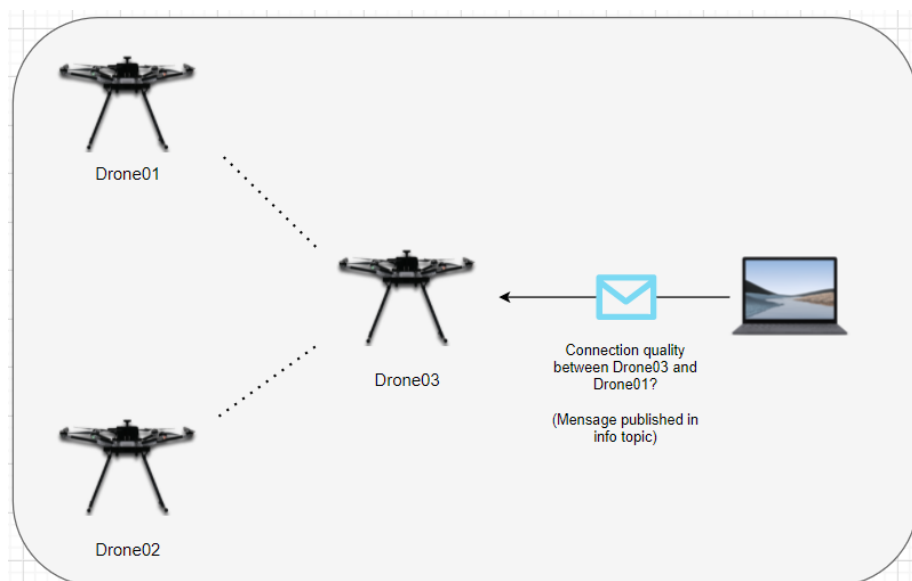 Drone01
Drone03
Connection quality
between Drone03 and
Drone01?
(Mensage published in
info topic)
Drone02